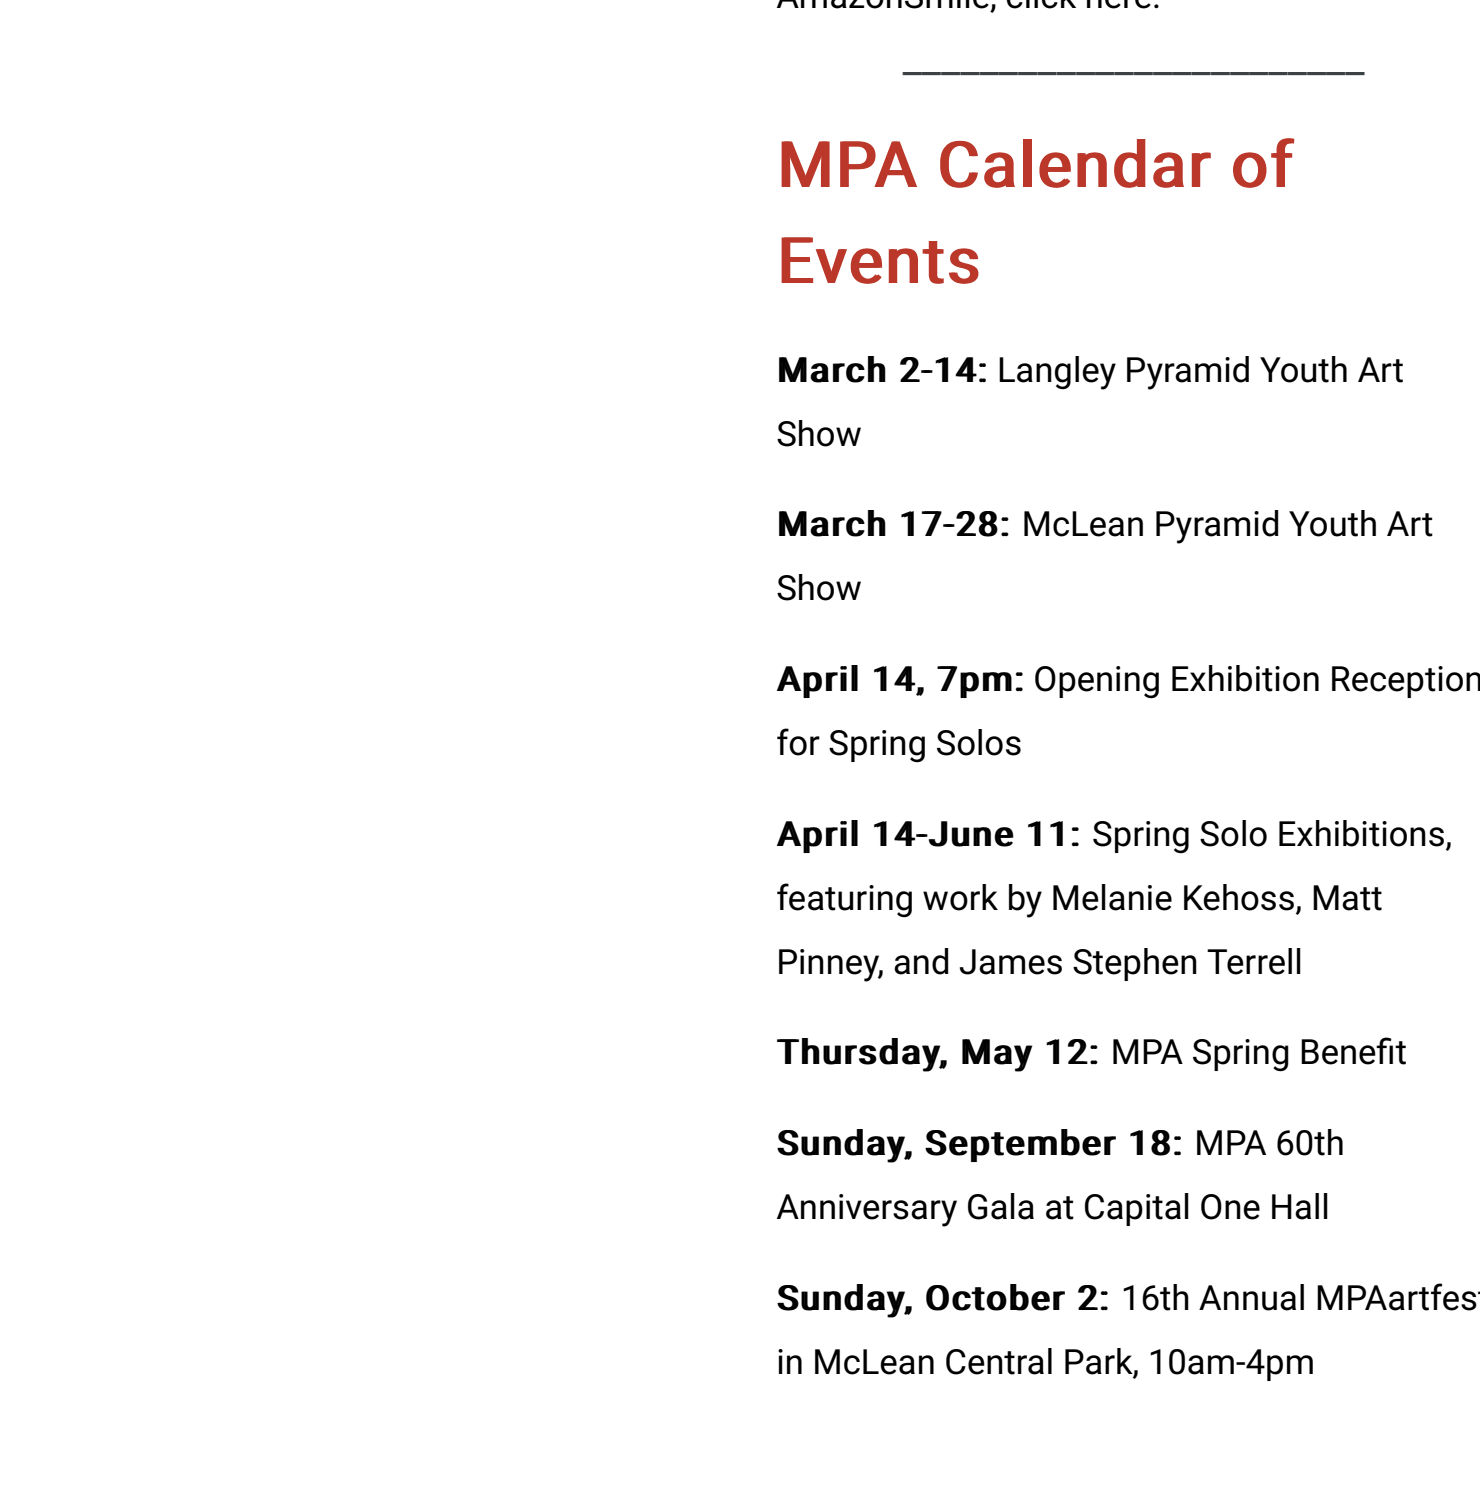 AmazonSmile, click here.
________________________
MPA Calendar of
Events
March 2-14: Langley Pyramid Youth Art
Show
March 17-28: McLean Pyramid Youth Art
Show
April 14, 7pm: Opening Exhibition Reception
for Spring Solos
April 14-June 11: Spring Solo Exhibitions,
featuring work by Melanie Kehoss, Matt
Pinney, and James Stephen Terrell
Thursday, May 12: MPA Spring Benefit
Sunday, September 18: MPA 60th
Anniversary Gala at Capital One Hall
Sunday, October 2: 16th Annual MPAartfest
in McLean Central Park, 10am-4pm